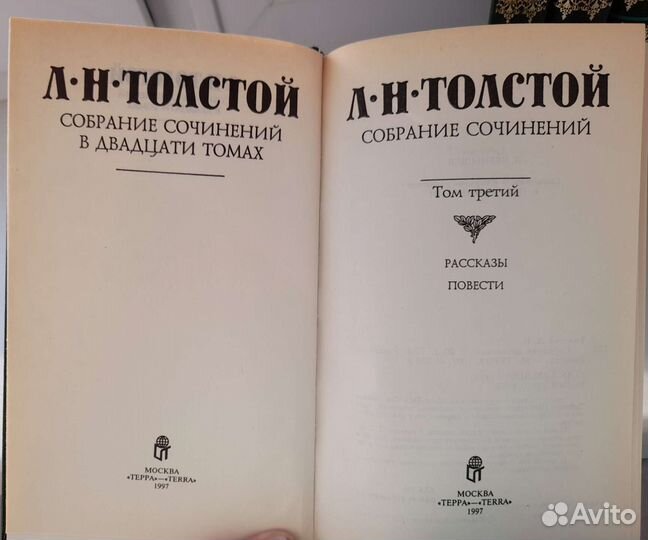 Л·Н·ТОЛСТОЙ
СОБРАНИЕ СОЧИНЕНИЙ
В ДВАДЦАТИ ТОМАХ
МОСКВА
«ТЕРРА»—«TERRA»
1997
Л·Н·ТОЛСТОЙ
СОБРАНИЕ СОЧИНЕНИЙ
Том третий
РАССКАЗЫ
ПОВЕСТИ
МОСКВА
«ТЕРРА»—«TERRA»
1997
Avito